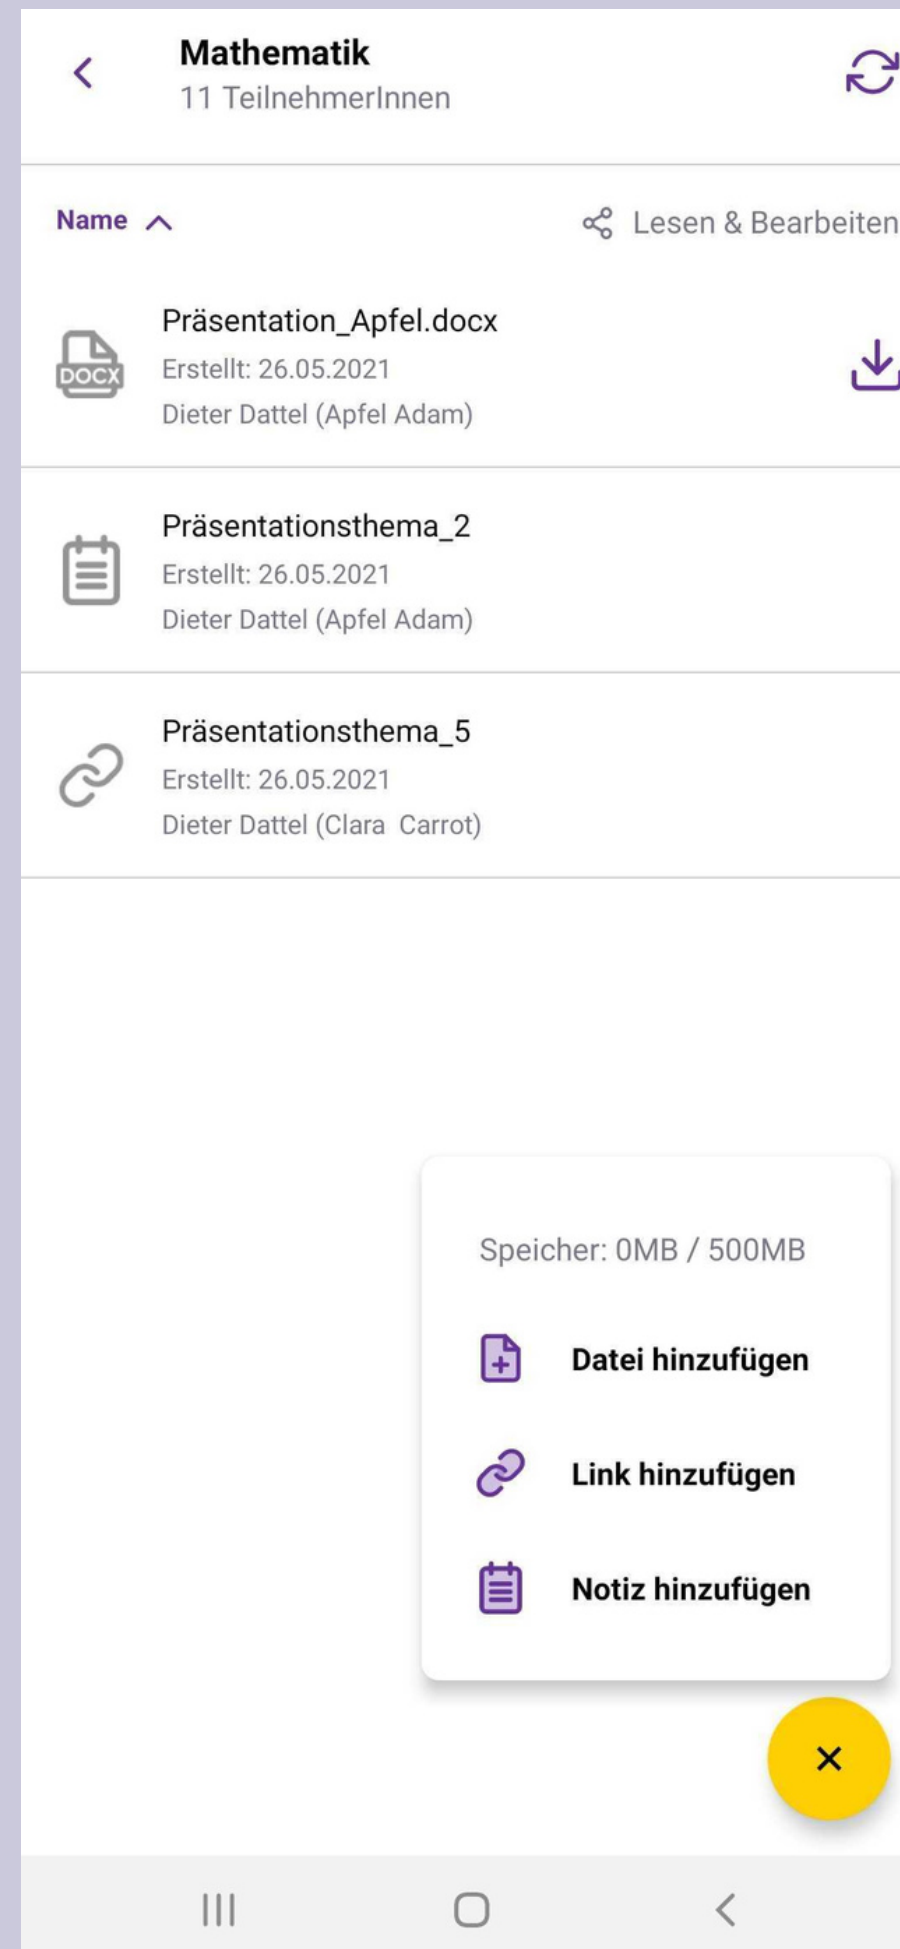 Mathematik
11 TeilnehmerInnen
Name
Lesen & Bearbeiten
Präsentation_Apfel.docx
DOCX
Erstellt: 26.05.2021
Dieter Dattel (Apfel Adam)
Präsentationsthema_2
Erstellt: 26.05.2021
Dieter Dattel (Apfel Adam)
Präsentationsthema_5
Erstellt: 26.05.2021
Dieter Dattel (Clara  Carrot)
Speicher: 0MB / 500MB
Datei hinzufügen
Link hinzufügen
Notiz hinzufügen